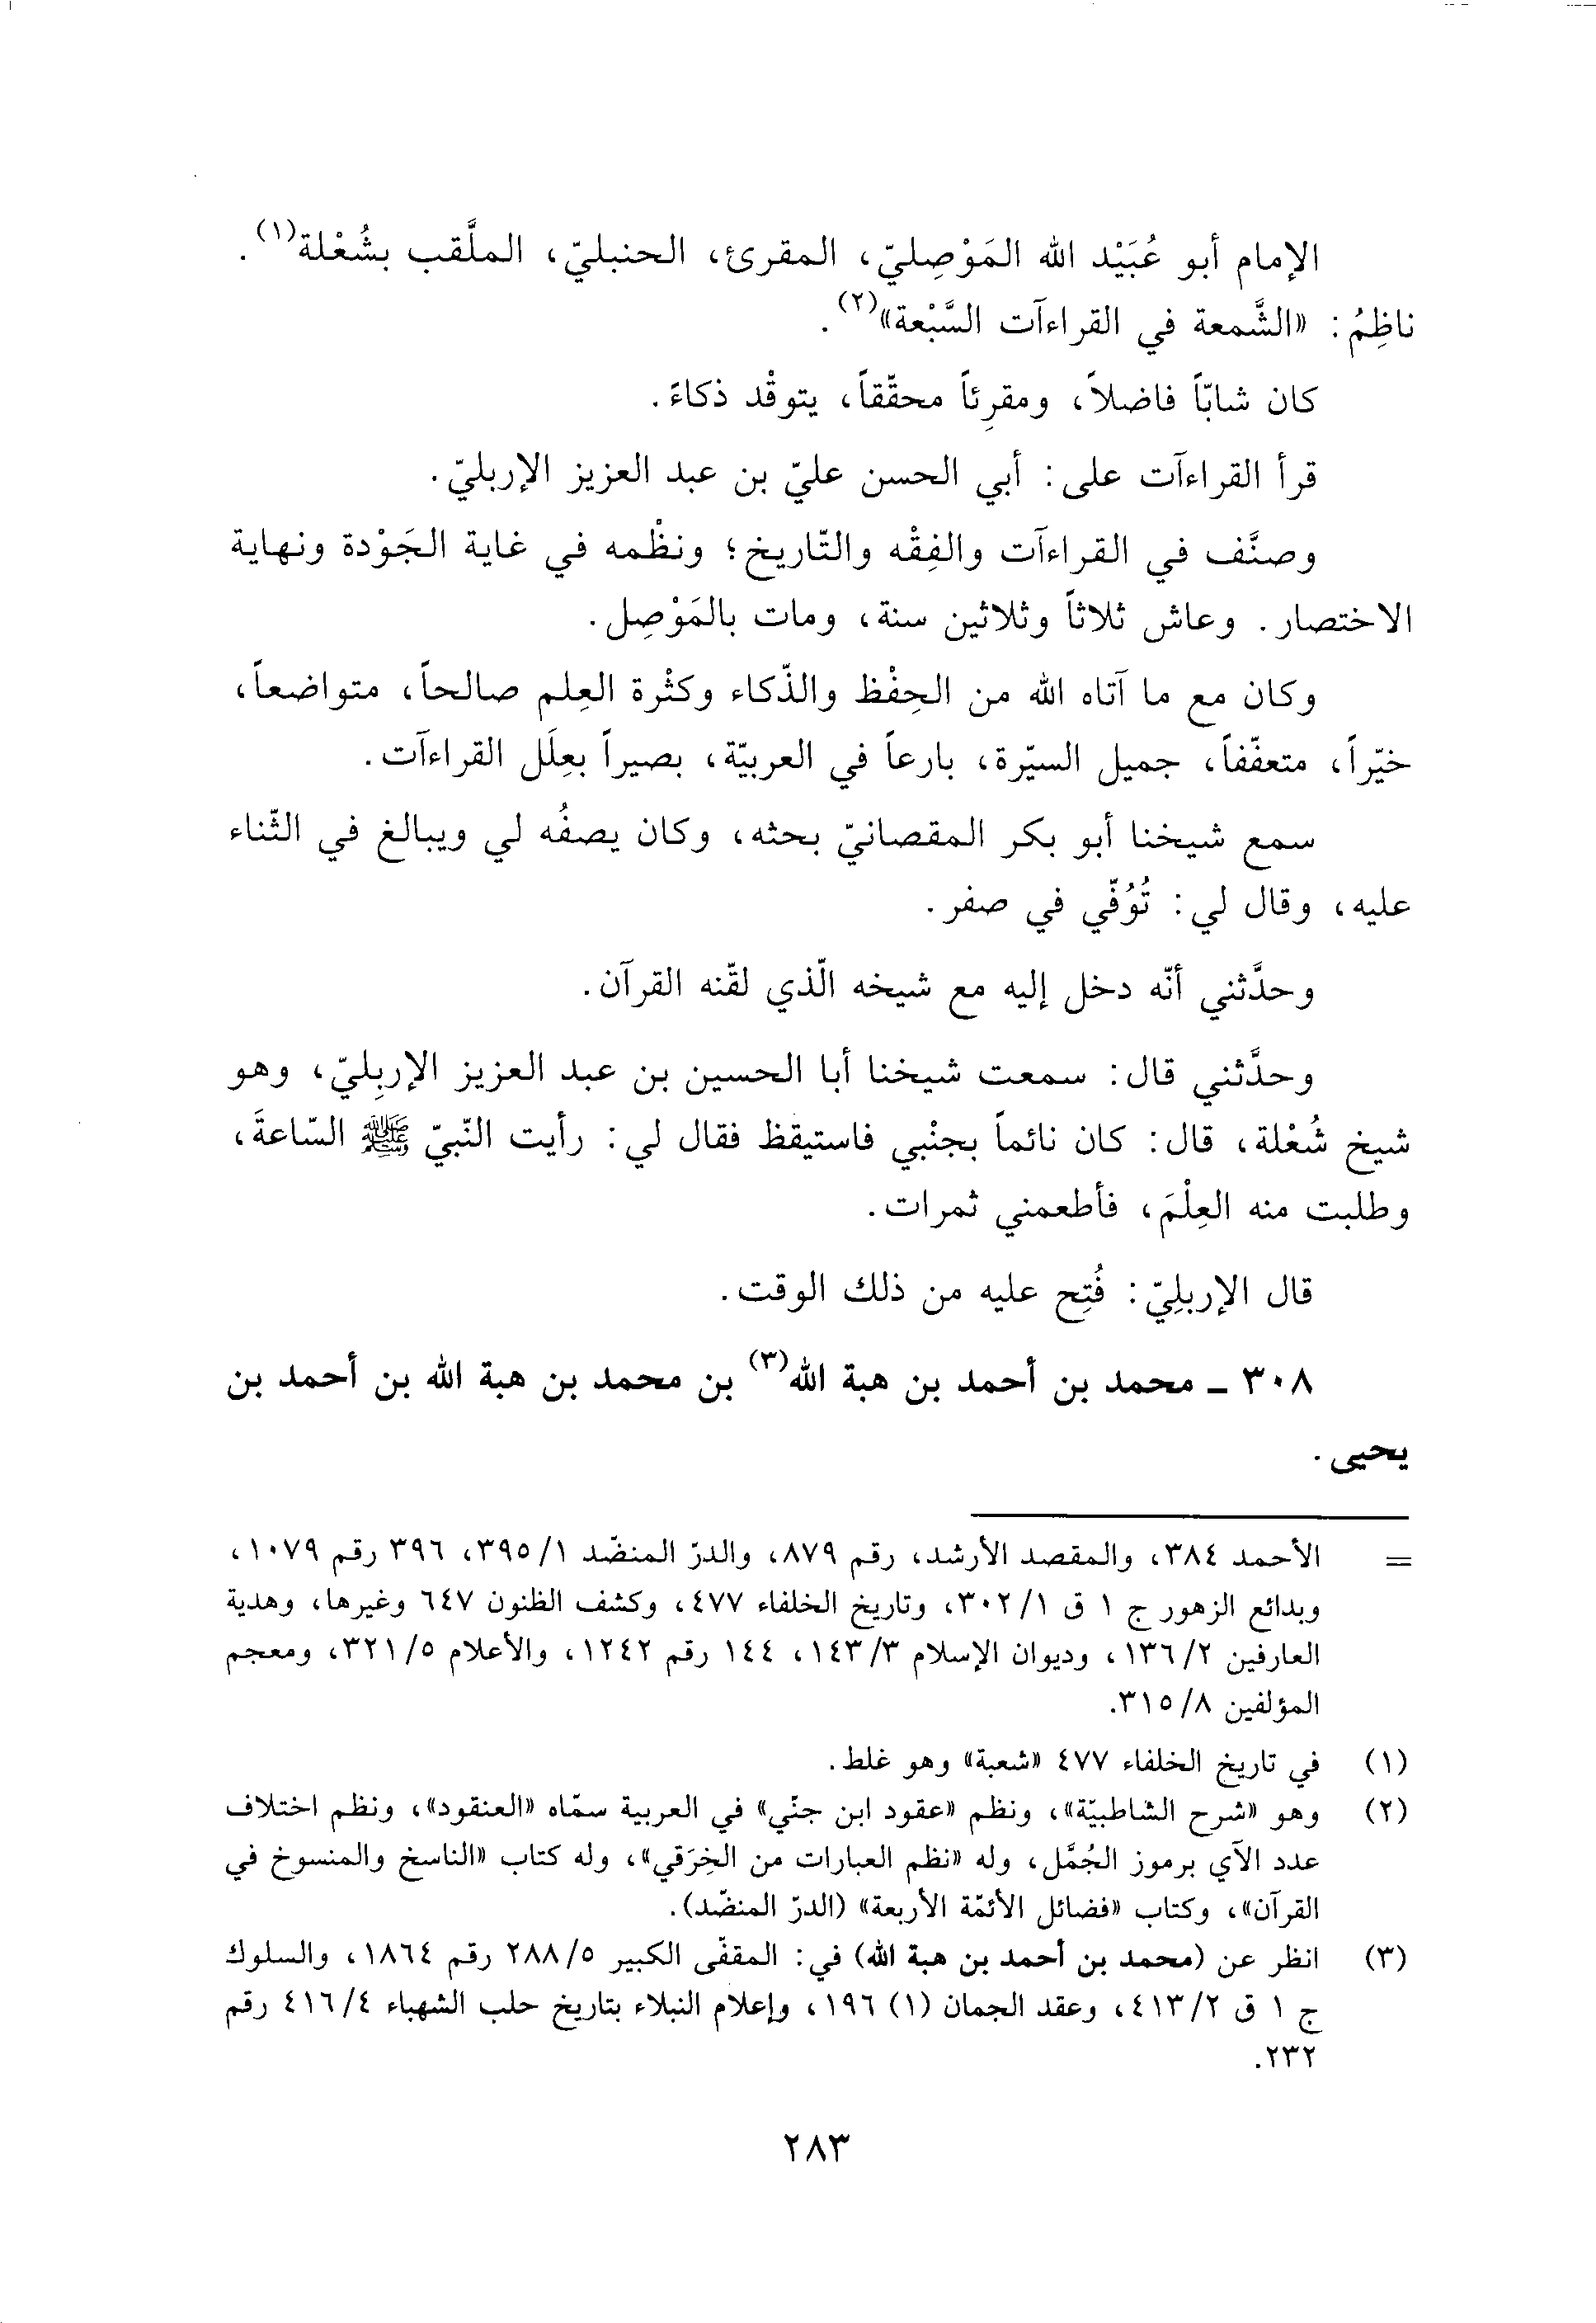 الإمام أبو عُبَيْد الله المَوْصِليّ، المقرئ، الحنبليّ، الملَّقب بشُعْلة(١).
ناظِمُ: «الشَّمعة في القراءآت السَّبْعة»(٢).
كان شابّاً فاضلاً، ومقرِئاً محقّقاً، يتوقْد ذكاءً.
قرأ القراءآت على: أبي الحسن عليّ بن عبد العزيز الإربليّ.
وصنَّف في القراءآت والفِقْه والتّاريخ؛ ونظْمه في غاية الجَوْدة ونهاية
الاختصار. وعاش ثلاثاً وثلاثين سنة، ومات بالمَوْصِل.
وكان مع ما آتاه الله من الحِفْظ والذّكاء وكثْرة العِلم صالحاً، متواضعاً،
خيّراً، متعفّفاً، جميل السيّرة، بارعاً في العربيّة، بصيراً بعِلَل القراءآت.
سمع شيخنا أبو بكر المقصانيّ بحثه، وكان يصفُه لي ويبالغ في الثّناء
عليه، وقال لي: تُوُفّي في صفر.
وحدَّثني أنّه دخل إليه مع شيخه الّذي لقّنه القرآن.
وحدَّثني قال: سمعت شيخنا أبا الحسين بن عبد العزيز الإربِليّ، وهو
شيخ شُعْلة، قال: كان نائماً بجنْبي فاستيقظ فقال لي: رأيت النّبيّ ﷺ السّاعةَ،
وطلبت منه العِلْمَ، فأطعمني ثمرات.
قال الإربلِيّ: فُتِح عليه من ذلك الوقت.
٣٠٨ ـ محمد بن أحمد بن هبة الله(٣) بن محمد بن هبة الله بن أحمد بن
يحيى.
= الأحمد ٣٨٤، والمقصد الأرشد، رقم ٨٧٩، والدرّ المنضّد ١/ ٣٩٥، ٣٩٦ رقم ١٠٧٩،
وبدائع الزهور ج ١ ق ١/ ٣٠٢، وتاريخ الخلفاء ٤٧٧، وكشف الظنون ٦٤٧ وغيرها، وهدية
العارفين ٢/ ١٣٦، وديوان الإسلام ٣/ ١٤٣، ١٤٤ رقم ١٢٤٢، والأعلام ٥/ ٣٢١، ومعجم
المؤلفين ٨/ ٣١٥.
(١) في تاريخ الخلفاء ٤٧٧ «شعبة» وهو غلط.
(٢) وهو «شرح الشاطبيّة»، ونظم «عقود ابن جنّي» في العربية سمّاه «العنقود»، ونظم اختلاف
عدد الآي برموز الجُمَّل، وله «نظم العبارات من الخِرَقي»، وله كتاب «الناسخ والمنسوخ في
القرآن»، وكتاب «فضائل الأئمّة الأربعة» (الدرّ المنضّد).
(٣) انظر عن (محمد بن أحمد بن هبة الله) في: المقفّى الكبير ٥/ ٢٨٨ رقم ١٨٦٤، والسلوك
ج ١ ق ٢/ ٤١٣، وعقد الجمان (١) ١٩٦، وإعلام النبلاء بتاريخ حلب الشهباء ٤/ ٤١٦ رقم
٢٣٢.
٢٨٣